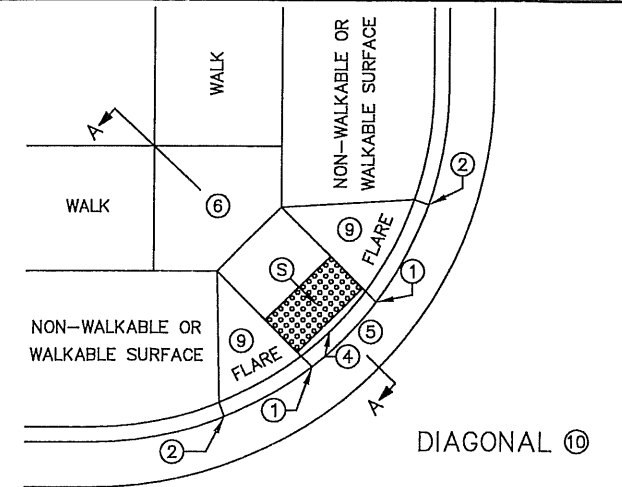 WALK
NON-WALKABLE OR
WALKABLE SURFACE
A
2
WALK
6
9
FLARE
S
1
NON-WALKABLE OR
WALKABLE SURFACE
9
FLARE
5
4
A
1
2
DIAGONAL 10